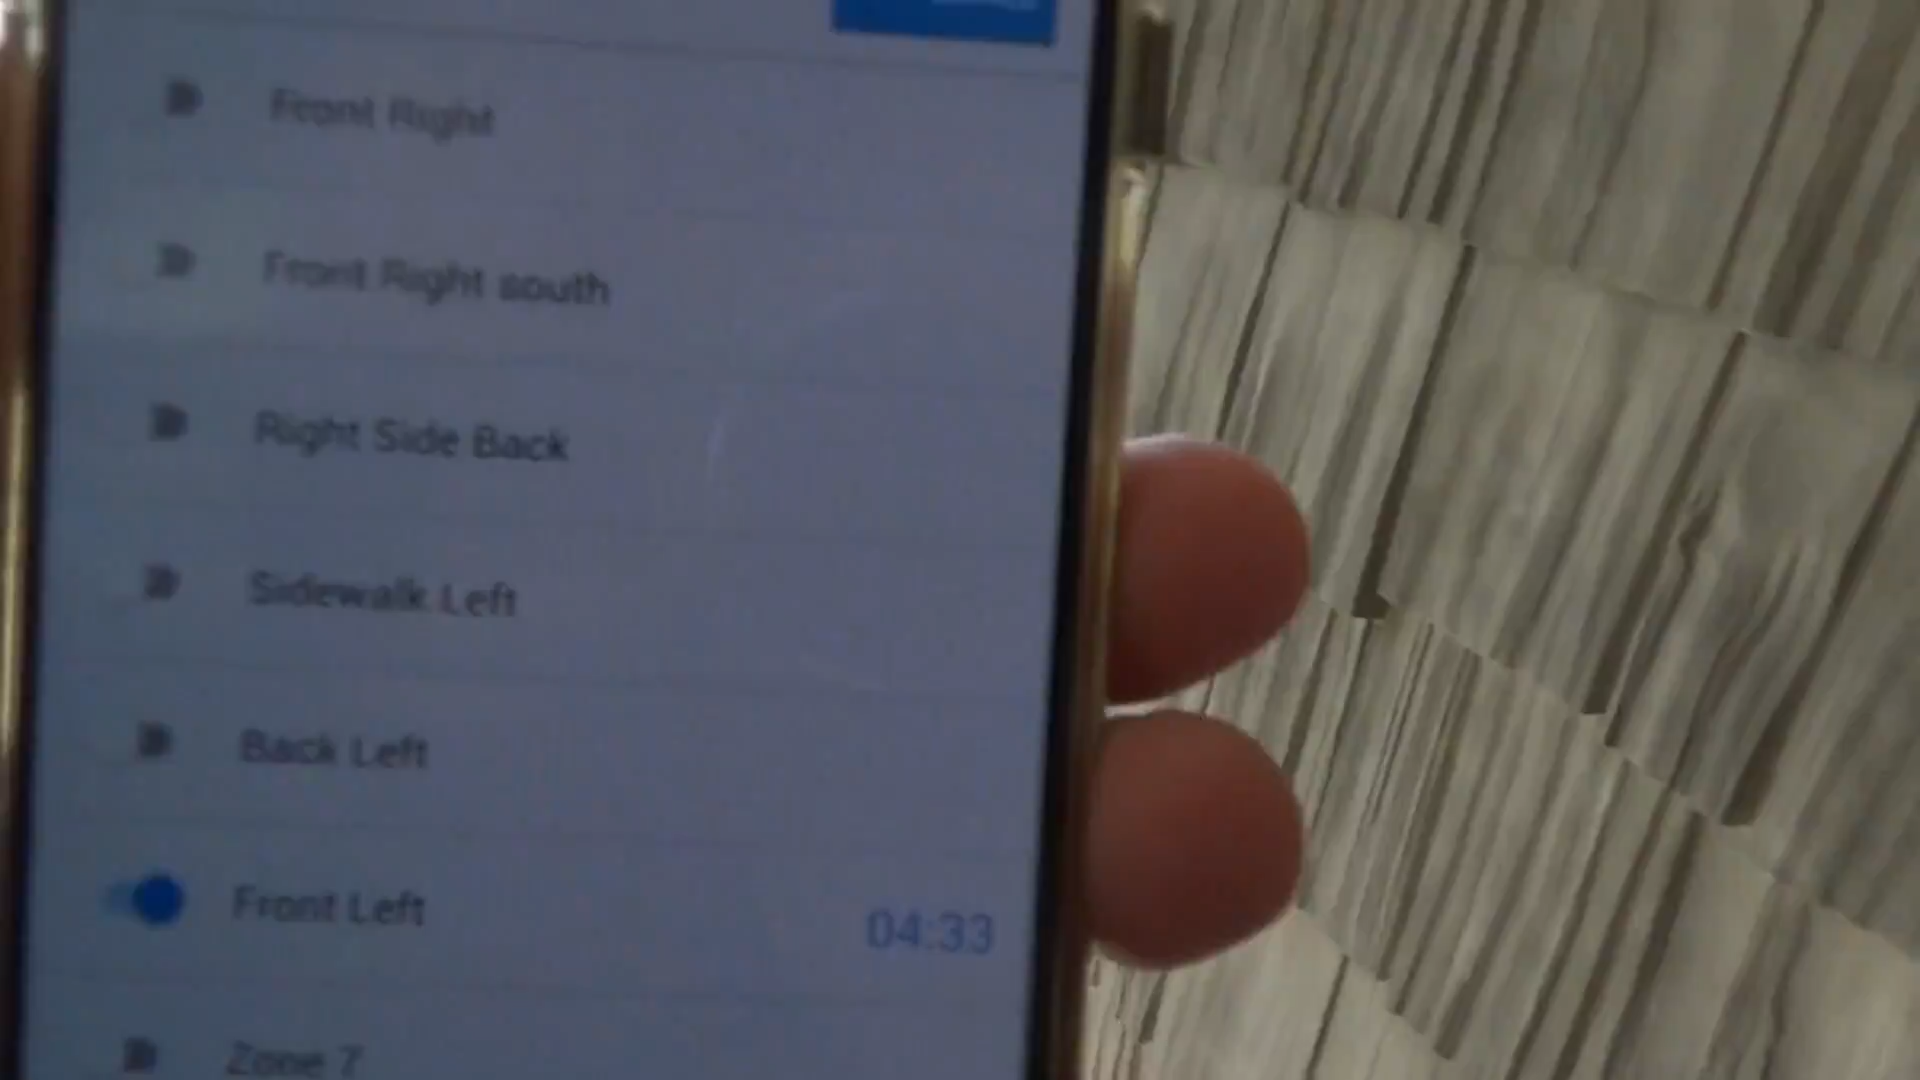 Front Right
Front Right south
Right Side Back
Sidewalk Left
Back Left
Front Left
04:33
Zone 7